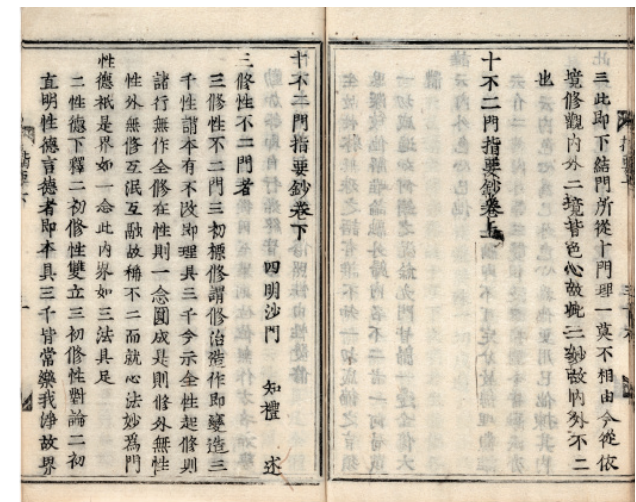 三此即下結門所從十門理一莫不相由今從依
境修觀內外二境皆色心故二妙故內外不二
也
十不二門指要鈔卷上
十不二門指要鈔卷下
四明沙門 知禮 述
三修性不二門者
三修性不二門三初標修謂修治造作即變造三
千性謂本有不改即理具三千今示全性起修則
諸行無作全修在性則一念圓成是則修外無性
性外無修互泯互融故稱不二而就心法妙爲門
性德秖是界如一念此內界如三法具足
二性德下釋二初修性雙立三初修性對論二初
直明性德言德者即本具三千皆常樂我淨故界